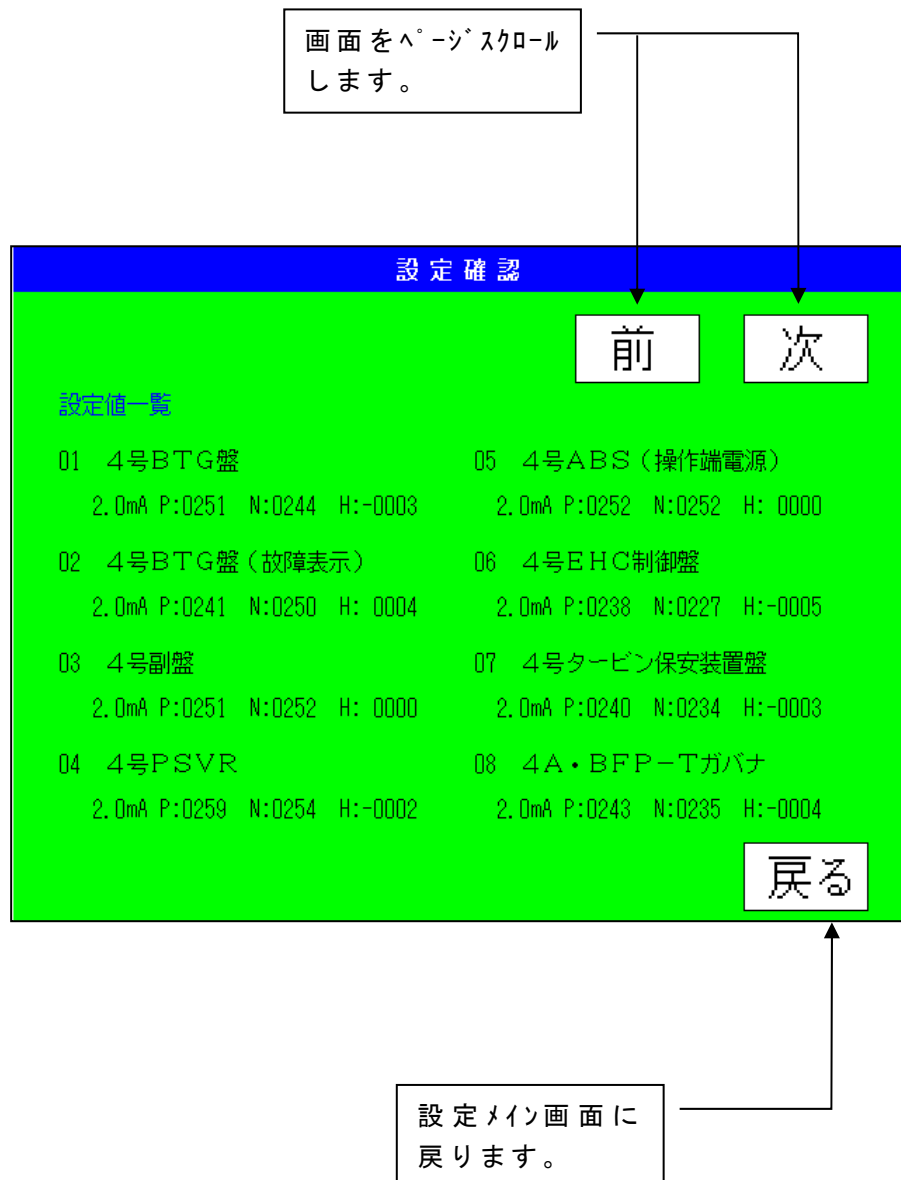 画面をﾍﾟｰｼﾞｽｸﾛｰﾙ
します。
設定確認
前 次
設定値一覧
01 4号BTG盤
2.0mA P:0251 N:0244 H:-0003
02 4号BTG盤(故障表示)
2.0mA P:0241 N:0250 H: 0004
03 4号副盤
2.0mA P:0251 N:0252 H: 0000
04 4号PSVR
2.0mA P:0259 N:0254 H:-0002
05 4号ABS(操作端電源)
2.0mA P:0252 N:0252 H: 0000
06 4号EHC制御盤
2.0mA P:0238 N:0227 H:-0005
07 4号タービン保安装置盤
2.0mA P:0240 N:0234 H:-0003
08 4A・BFP-Tガバナ
2.0mA P:0243 N:0235 H:-0004
戻る
設定ﾒｲﾝ画面に
戻ります。